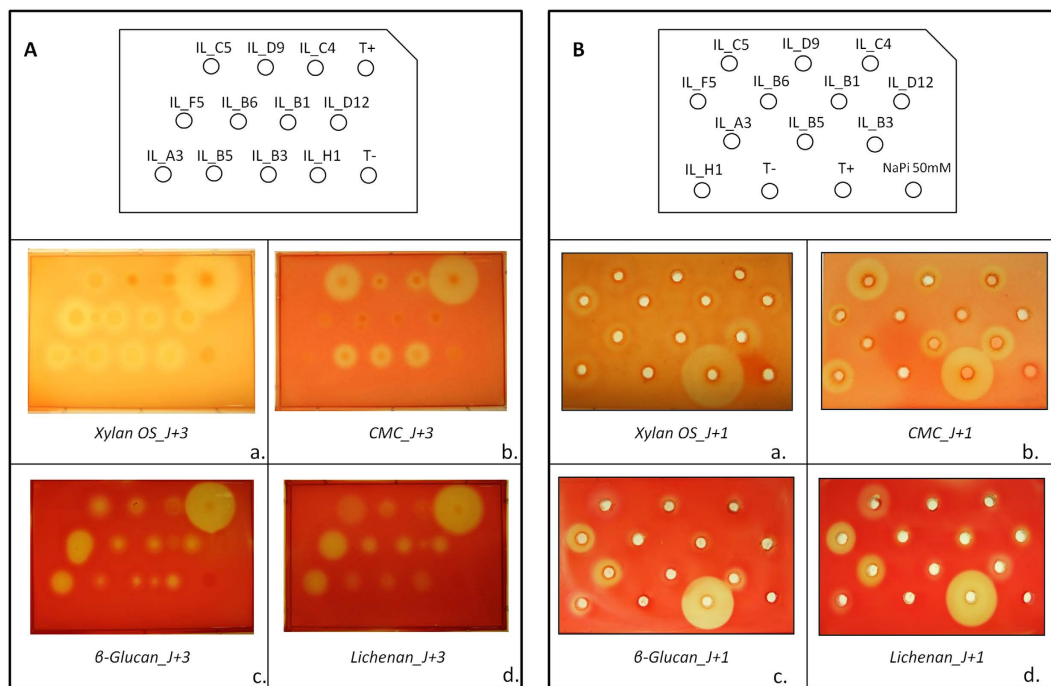 A
IL_C5 IL_D9 IL_C4 T+
IL_F5 IL_B6 IL_B1 IL_D12
IL_A3 IL_B5 IL_B3 IL_H1 T-
Xylan OS_J+3
a.
CMC_J+3
b.
β-Glucan_J+3
c.
Lichenan_J+3
d.
B
IL_C5 IL_D9 IL_C4
IL_F5 IL_B6 IL_B1 IL_D12
IL_A3 IL_B5 IL_B3
IL_H1 T- T+ NaPi 50mM
Xylan OS_J+1
a.
CMC_J+1
b.
β-Glucan_J+1
c.
Lichenan_J+1
d.